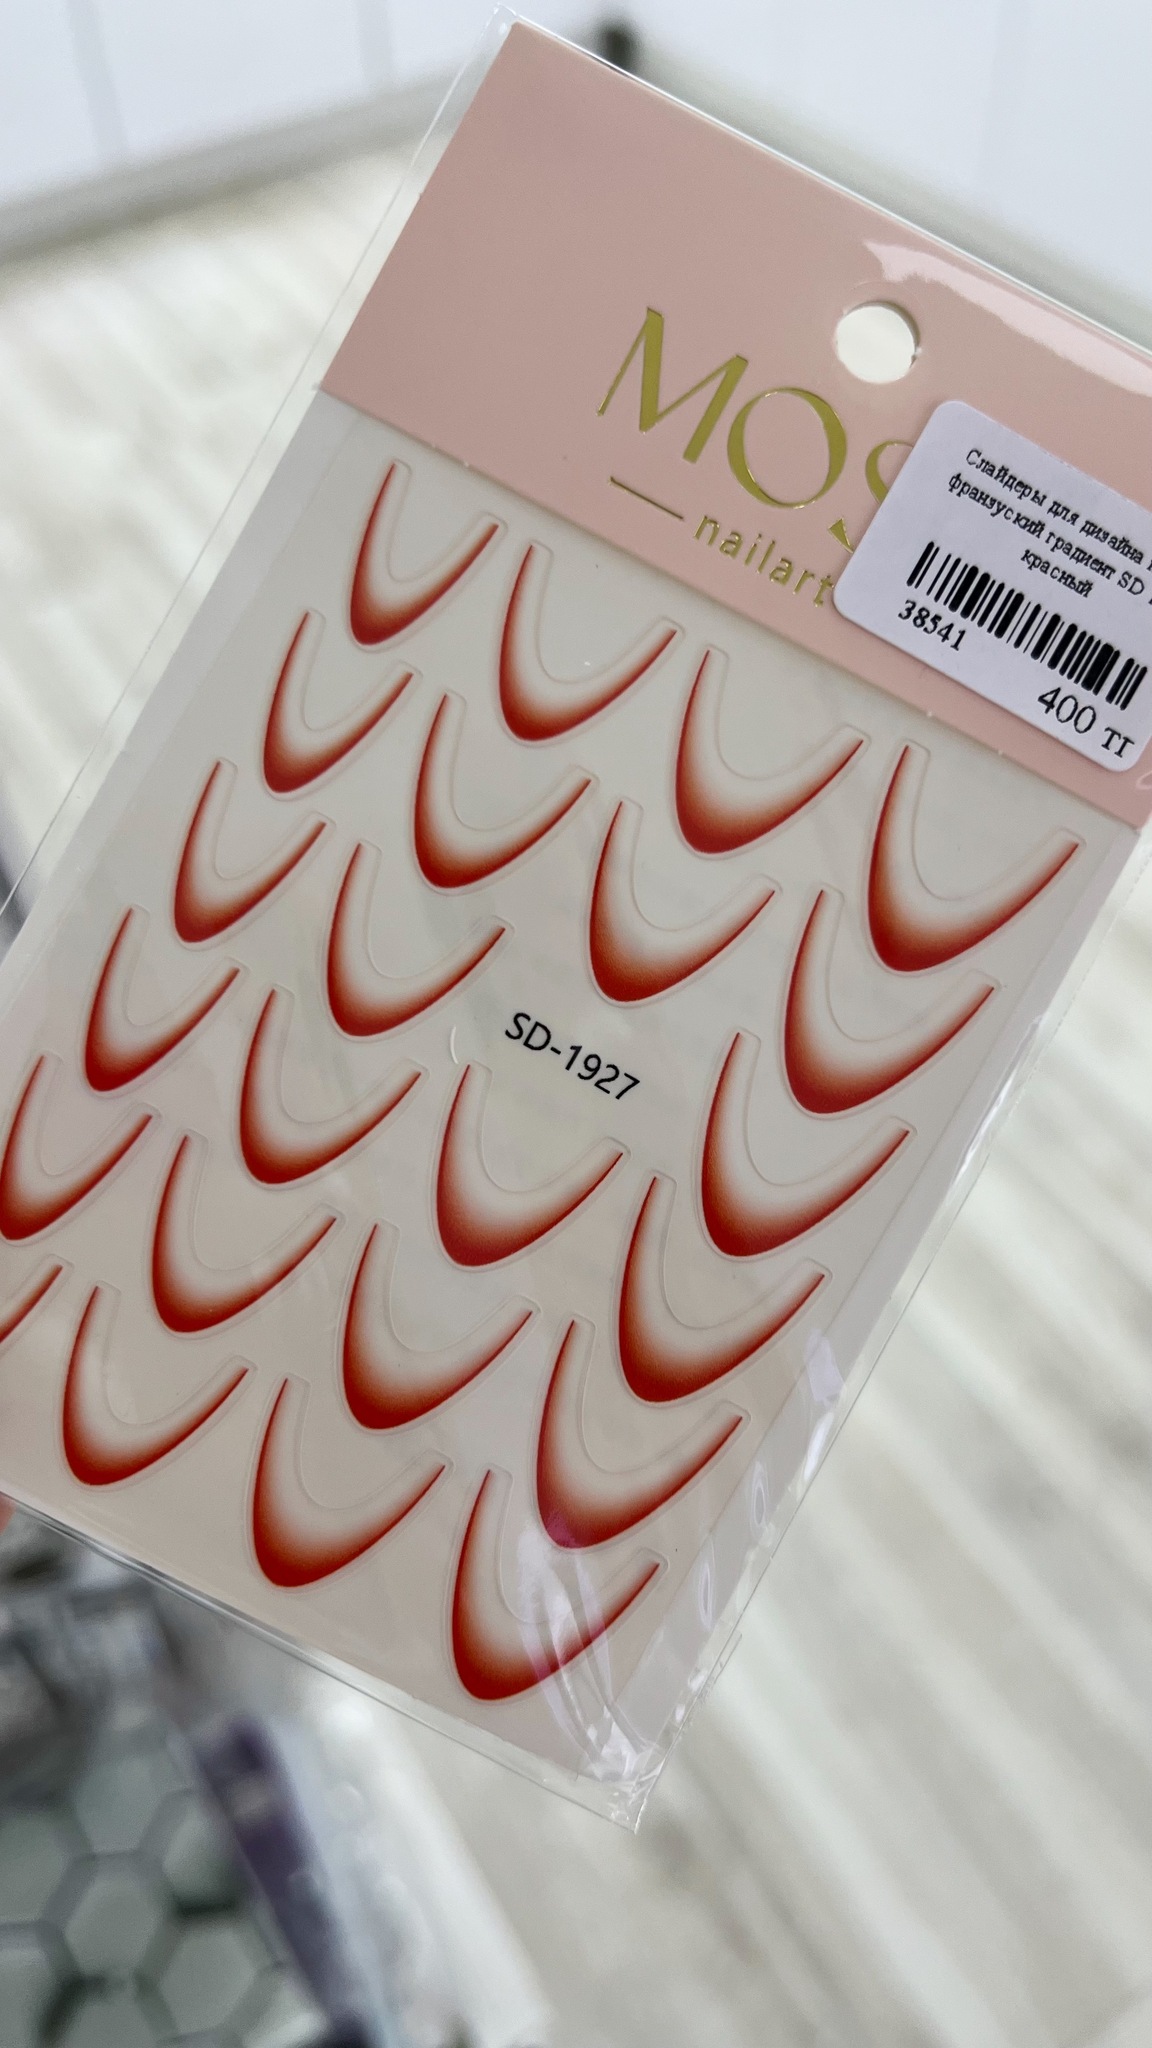 MOS
nailart
Слайдеры для дизайна
французский градиент SD
красный
38541
400 тг
SD-1927